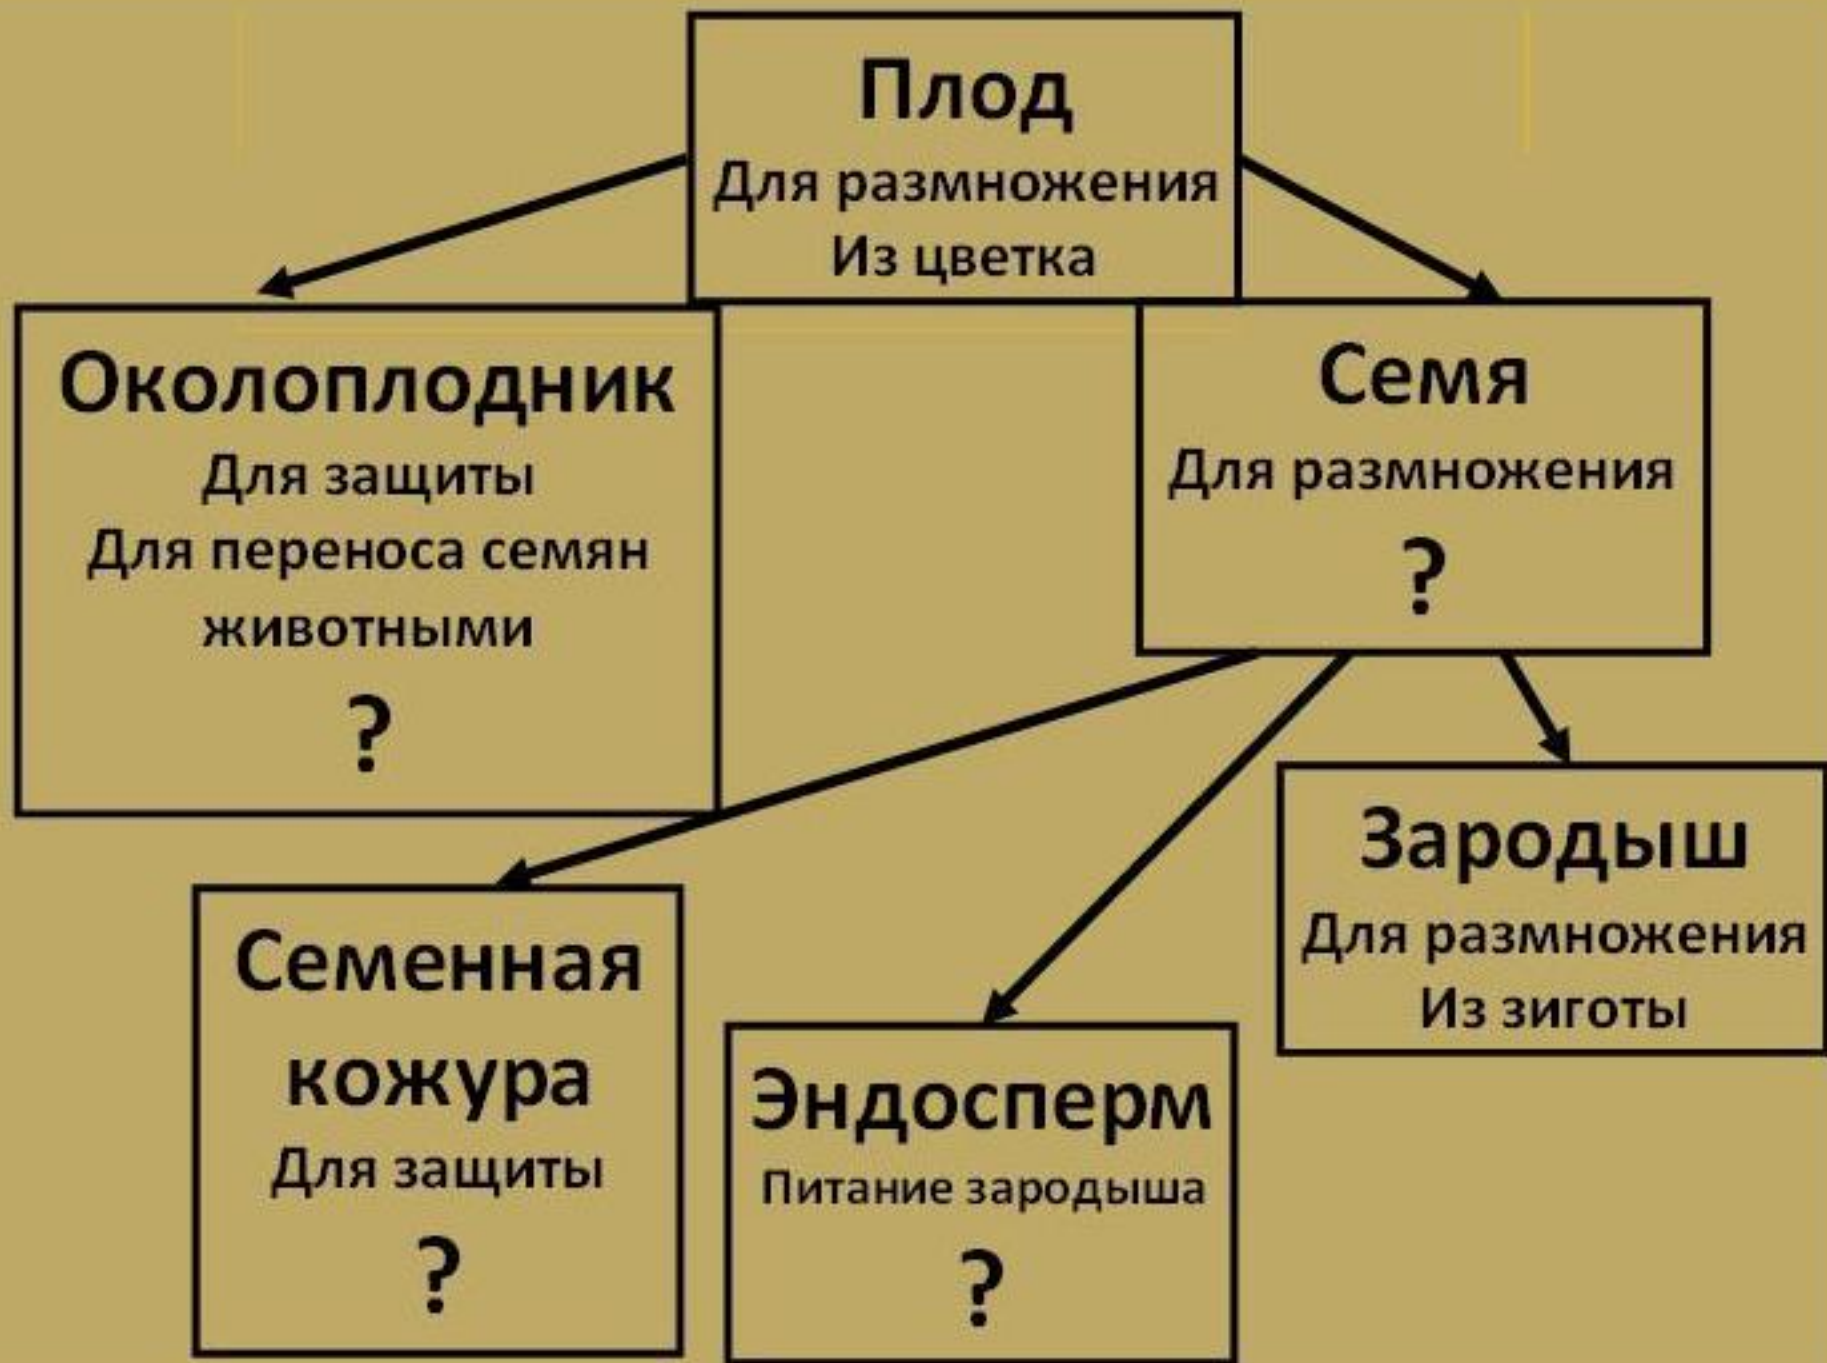 Плод
Для размножения
Из цветка
Околоплодник
Для защиты
Для переноса семян
животными
?
Семя
Для размножения
?
Семенная
кожура
Для защиты
?
Эндосперм
Питание зародыша
?
Зародыш
Для размножения
Из зиготы